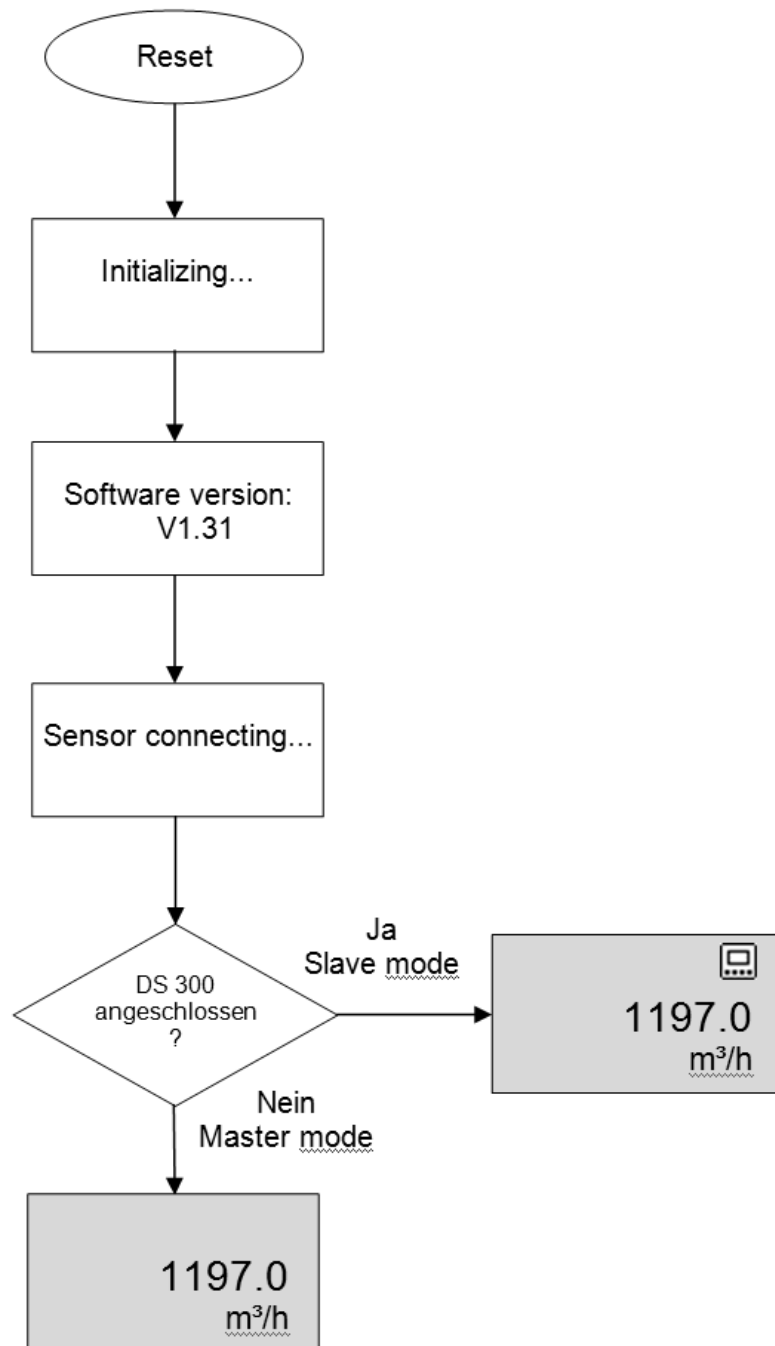 Reset
Initializing...
Software version:
V1.31
Sensor connecting...
DS 300
angeschlossen
?
Ja
Slave mode
1197.0
m³/h
Nein
Master mode
1197.0
m³/h